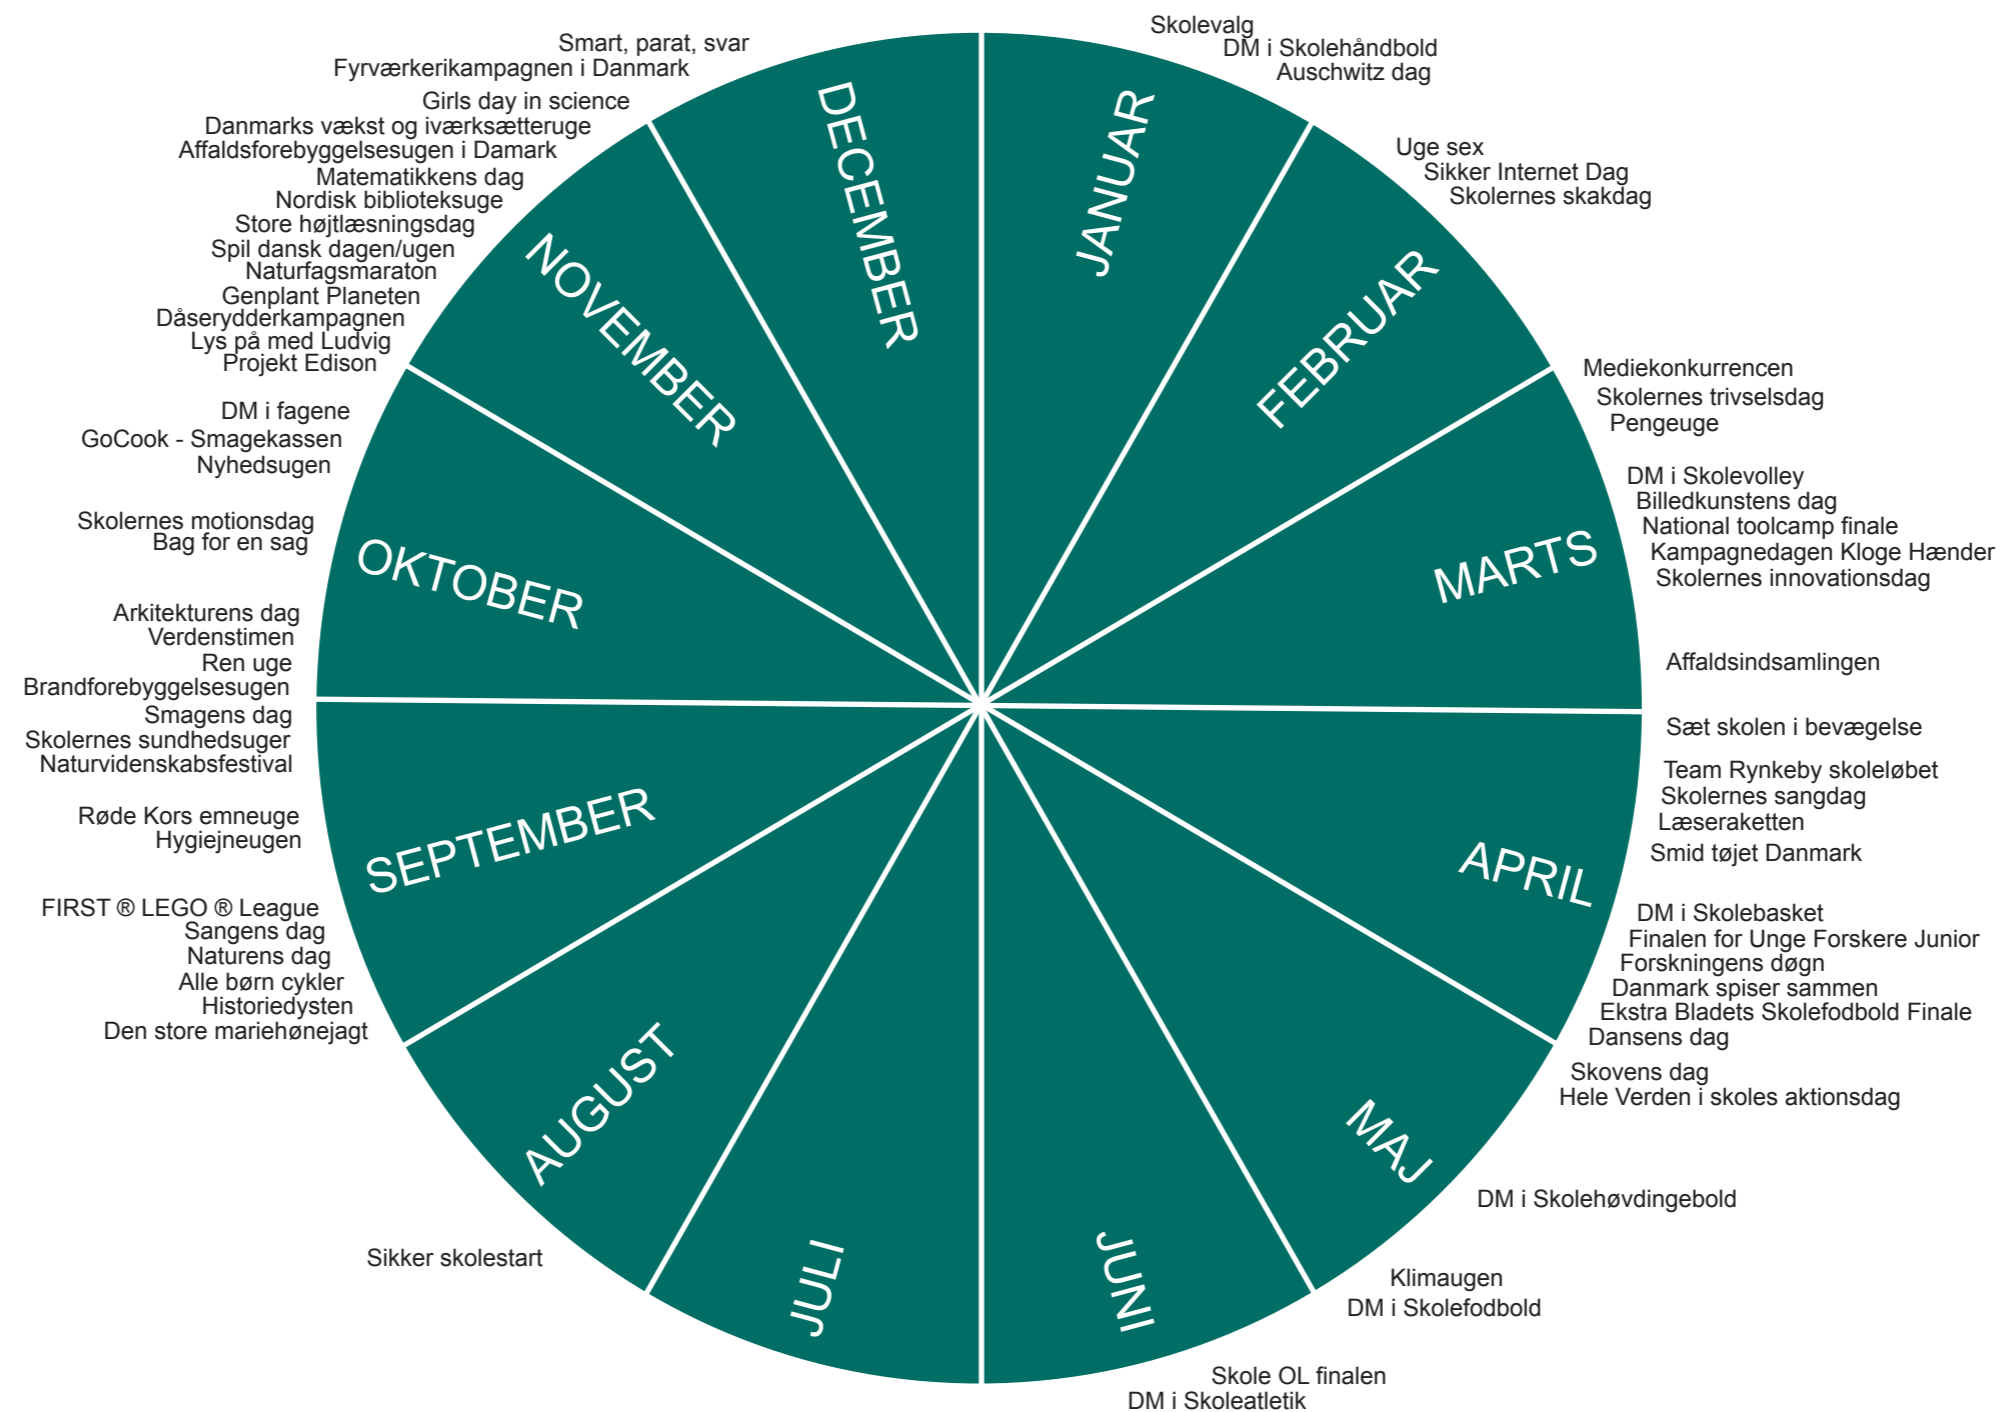 JANUAR
Skolevalg
DM i Skolehåndbold
Auschwitz dag
FEBRUAR
Uge sex
Sikker Internet Dag
Skolernes skakdag
MARTS
Mediekonkurrencen
Skolernes trivselsdag
Pengeuge
DM i Skolevolley
Billedkunstens dag
National toolcamp finale
Kampagnedagen Kloge Hænder
Skolernes innovationsdag
Affaldsindsamlingen
APRIL
Sæt skolen i bevægelse
Team Rynkeby skoleløbet
Skolernes sangdag
Læseraketten
Smid tøjet Danmark
DM i Skolebasket
Finalen for Unge Forskere Junior
Forskningens døgn
Danmark spiser sammen
Ekstra Bladets Skolefodbold Finale
Dansens dag
MAJ
Skovens dag
Hele Verden i skoles aktionsdag
DM i Skolehøvdingebold
Klimaugen
DM i Skolefodbold
JUNI
Skole OL finalen
DM i Skoleatletik
JULI
AUGUST
Sikker skolestart
SEPTEMBER
Smagens dag
Skolernes sundhedsuger
Naturvidenskabsfestival
Røde Kors emneuge
Hygiejneugen
FIRST ® LEGO ® League
Sangens dag
Naturens dag
Alle børn cykler
Historiedysten
Den store mariehønejagt
OKTOBER
DM i fagene
GoCook - Smagekassen
Nyhedsugen
Skolernes motionsdag
Bag for en sag
Arkitekturens dag
Verdenstimen
Ren uge
Brandforebyggelsesugen
NOVEMBER
Girls day in science
Danmarks vækst og iværksætteruge
Affaldsforebyggelsesugen i Damark
Matematikkens dag
Nordisk biblioteksuge
Store højtlæsningsdag
Spil dansk dagen/ugen
Naturfagsmaraton
Genplant Planeten
Dåserydderkampagnen
Lys på med Ludvig
Projekt Edison
DECEMBER
Smart, parat, svar
Fyrværkerikampagnen i Danmark